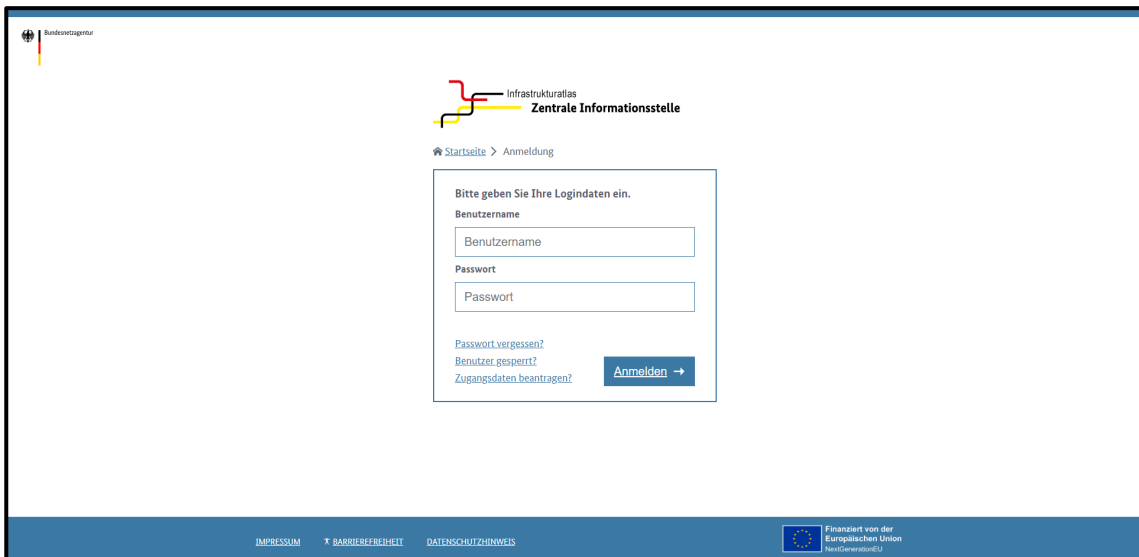 Bundesnetzagentur
Infrastrukturatlas
Zentrale Informationsstelle
Startseite > Anmeldung
Bitte geben Sie Ihre Logindaten ein.
Benutzername
Benutzername
Passwort
Passwort
Passwort vergessen?
Benutzer gesperrt?
Zugangsdaten beantragen?
Anmelden →
IMPRESSUM BARRIEREFREIHEIT DATENSCHUTZHINWEIS
Finanziert von der
Europäischen Union
NextGenerationEU